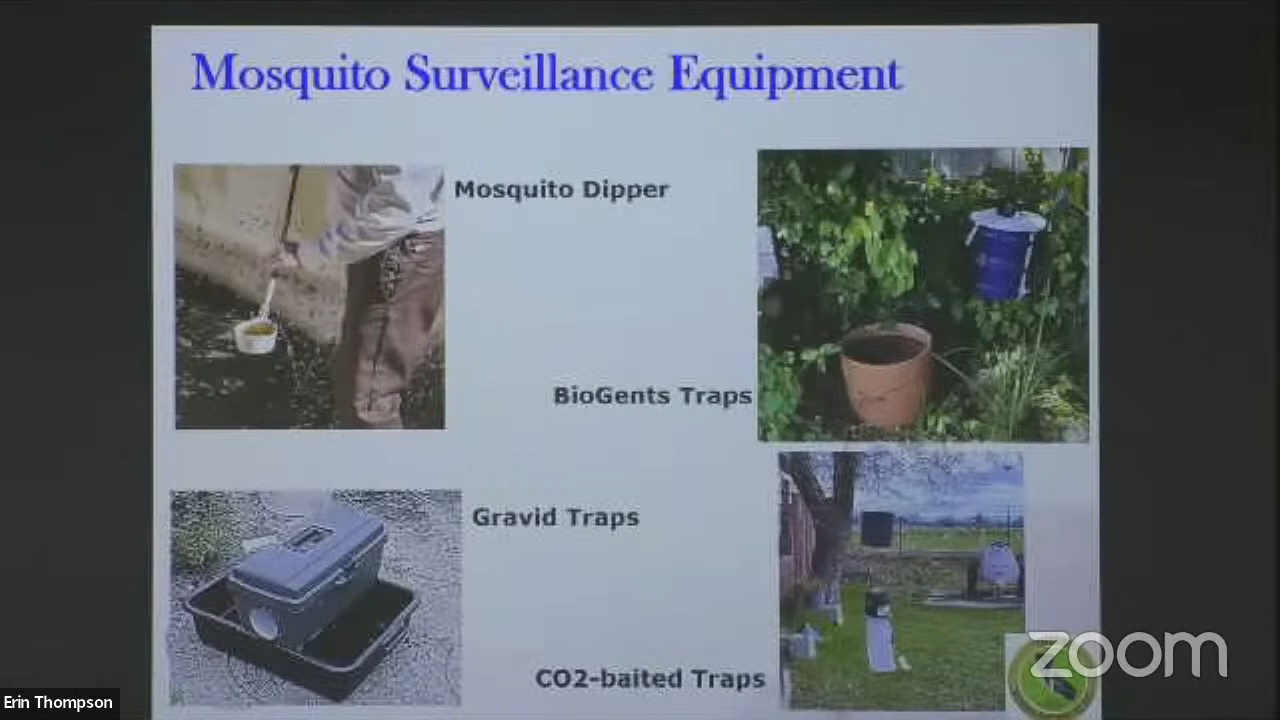 Mosquito Surveillance Equipment
Mosquito Dipper
BioGents Traps
Gravid Traps
CO2-baited Traps
zoom
Erin Thompson